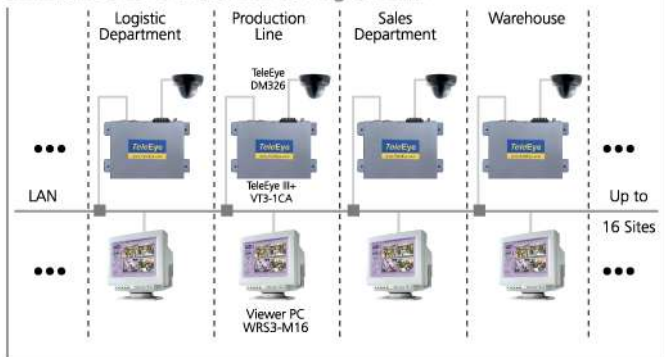 Logistic
Department
Production
Line
Sales
Department
Warehouse
TeleEye
DM326
TeleEye
TeleEye
TeleEye
TeleEye
TeleEye III+
VT3-1CA
LAN
Up to
16 Sites
Viewer PC
WRS3-M16